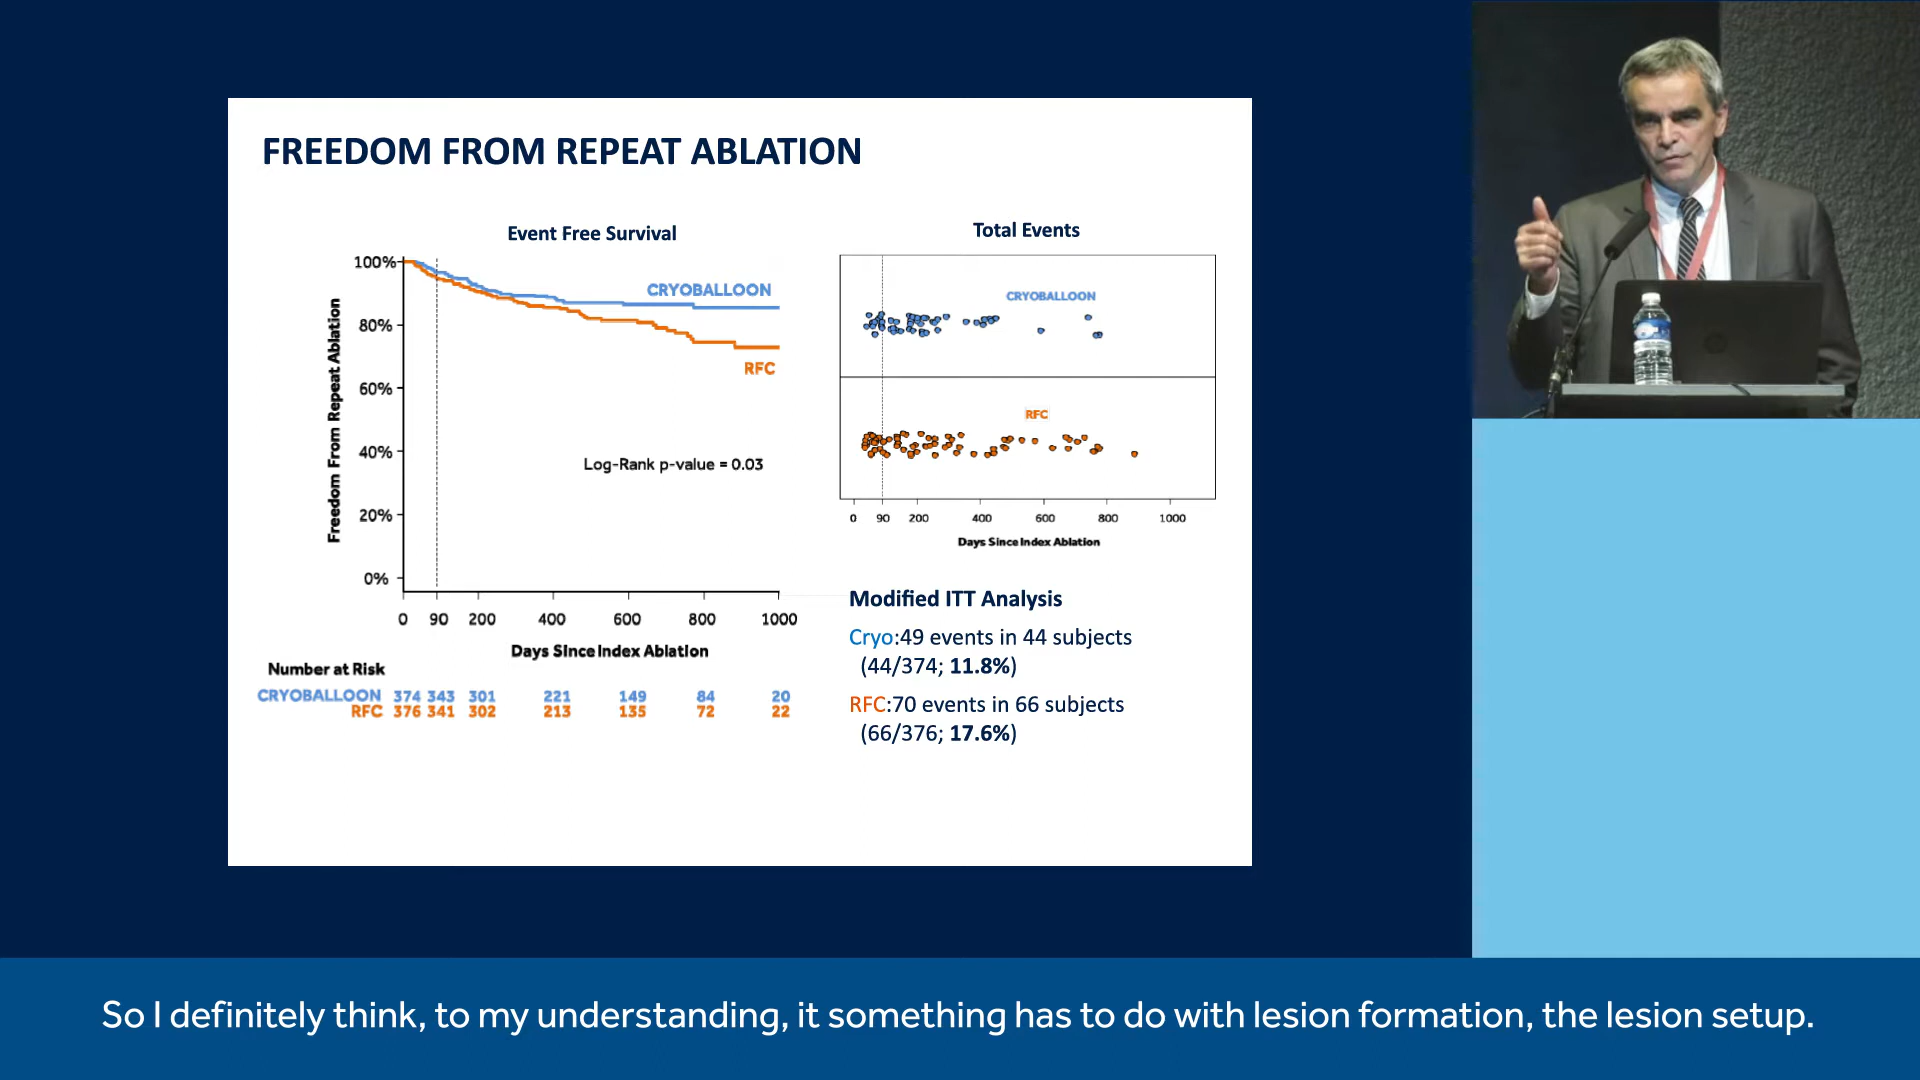 FREEDOM FROM REPEAT ABLATION
Event Free Survival
Freedom From Repeat Ablation
100%
80%
60%
40%
20%
0%
CRYOBALLOON
RFC
Log-Rank p-value = 0.03
0 90 200 400 600 800 1000
Days Since Index Ablation
Number at Risk
CRYOBALLOON 374 343 301 221 149 84 20
RFC 376 341 302 213 135 72 22
Total Events
CRYOBALLOON
RFC
0 90 200 400 600 800 1000
Days Since Index Ablation
Modified ITT Analysis
Cryo:49 events in 44 subjects
(44/374; 11.8%)
RFC:70 events in 66 subjects
(66/376; 17.6%)
So I definitely think, to my understanding, it something has to do with lesion formation, the lesion setup.